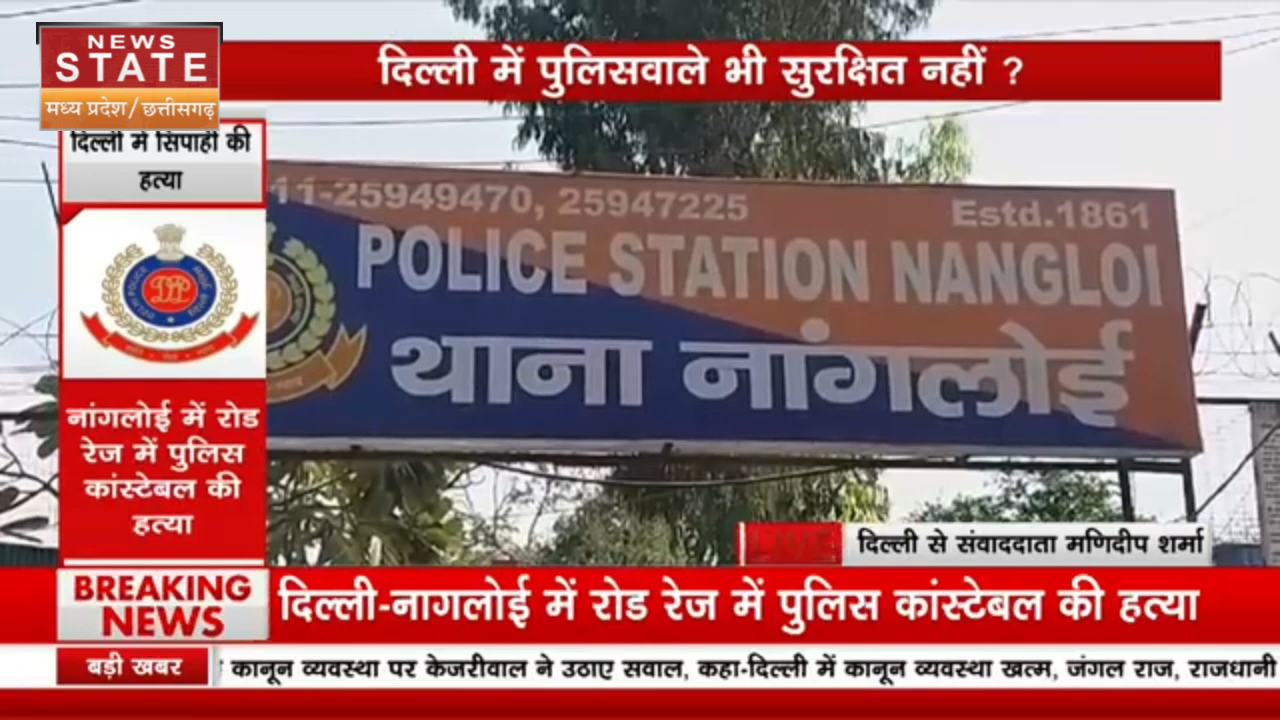 NEWS
STATE
मध्य प्रदेश/छत्तीसगढ़
दिल्ली में पुलिसवाले भी सुरक्षित नहीं ?
दिल्ली में सिपाही की
हत्या
11-25949470, 25947225
Estd.1861
POLICE STATION NANGLOI
थाना नांगलोई
नांगलोई में रोड
रेज में पुलिस
कांस्टेबल की
हत्या
LIVE
दिल्ली से संवाददाता मणिदीप शर्मा
BREAKING
NEWS
दिल्ली-नागलोई में रोड रेज में पुलिस कांस्टेबल की हत्या
बड़ी खबर
कानून व्यवस्था पर केजरीवाल ने उठाए सवाल, कहा-दिल्ली में कानून व्यवस्था खत्म, जंगल राज, राजधानी